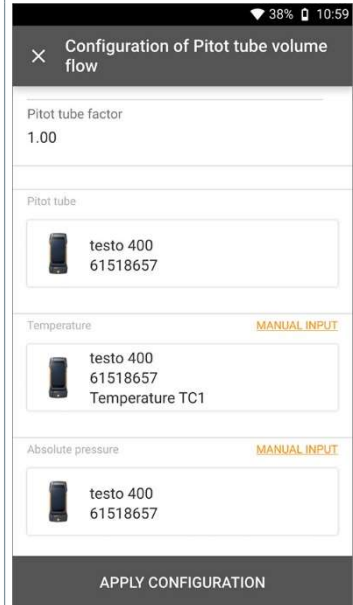 38% 10:59
Configuration of Pitot tube volume
flow
Pitot tube factor
1.00
Pitot tube
testo 400
61518657
Temperature MANUAL INPUT
testo 400
61518657
Temperature TC1
Absolute pressure MANUAL INPUT
testo 400
61518657
APPLY CONFIGURATION